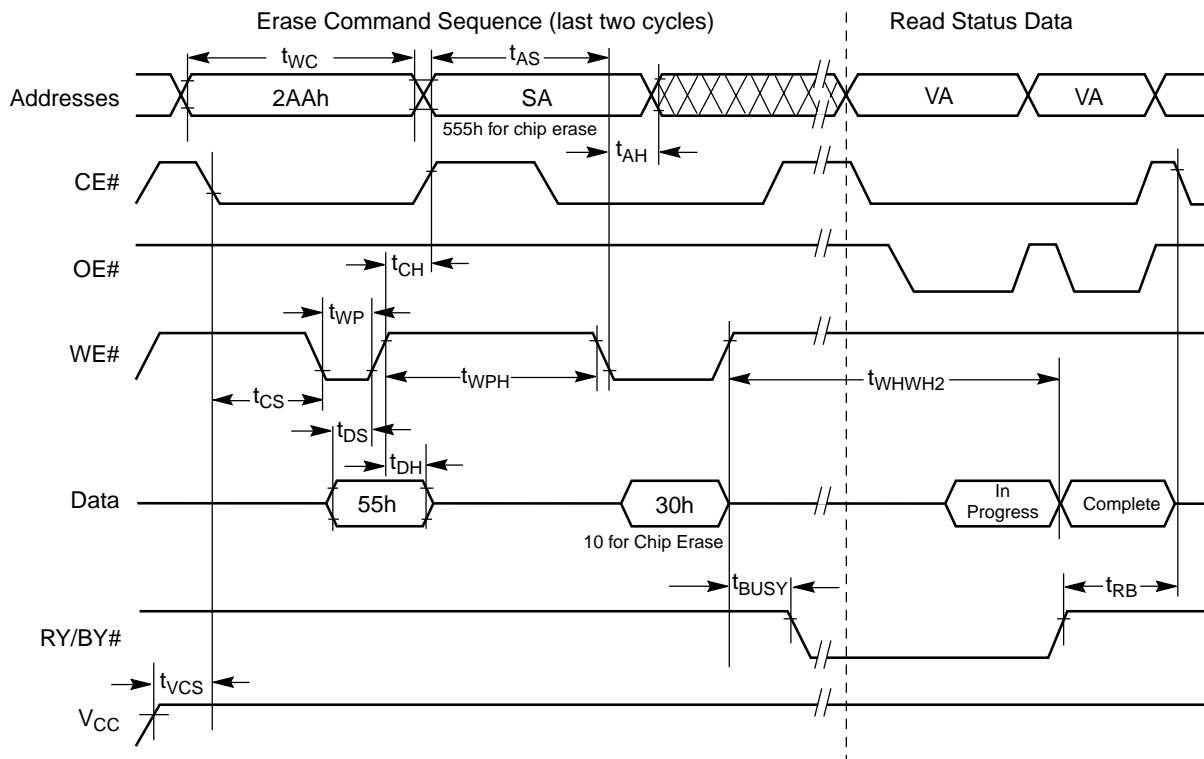 Erase Command Sequence (last two cycles)
Read Status Data
tWC
tAS
Addresses
2AAh
SA
VA
VA
555h for chip erase
tAH
CE#
OE#
tCH
tWP
WE#
tWPH
tWHWH2
tCS
tDS
tDH
Data
55h
30h
In
Progress
Complete
10 for Chip Erase
tBUSY
tRB
RY/BY#
tVCS
VCC